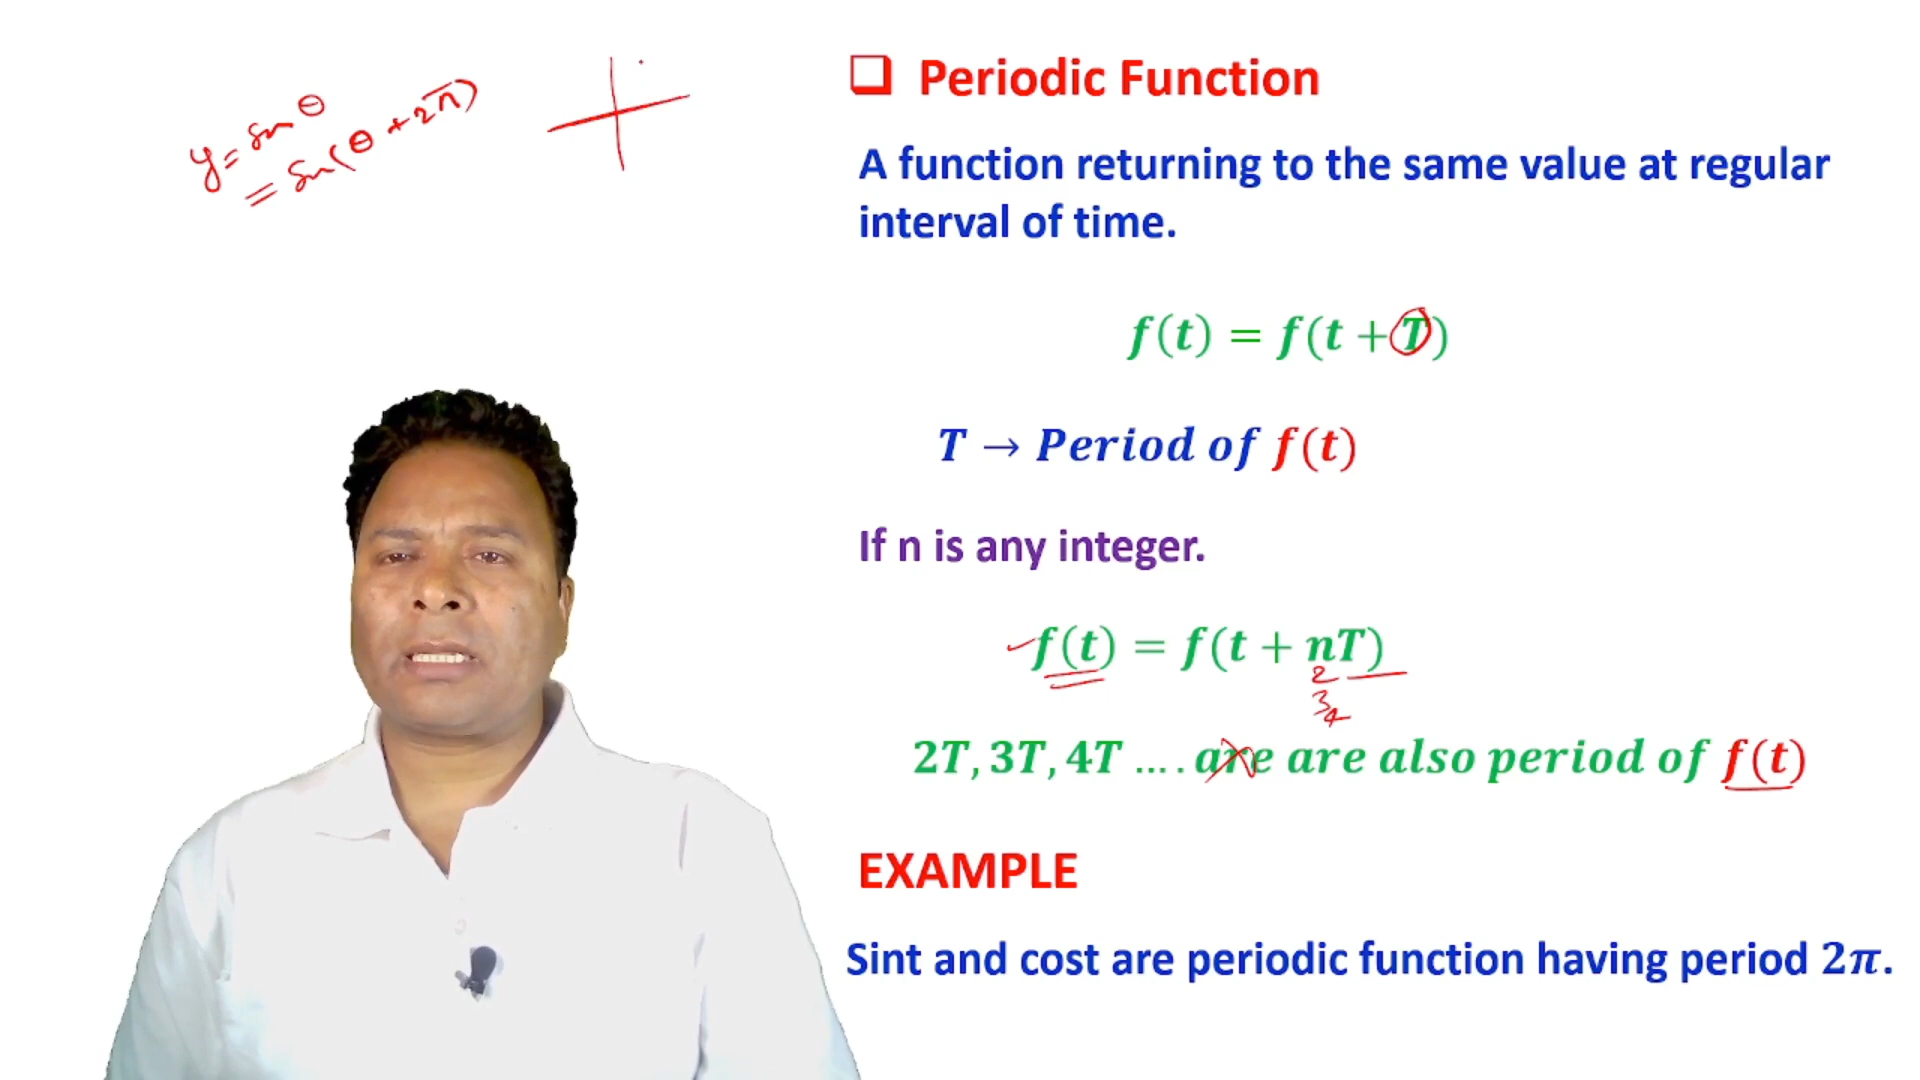 y = sin θ
= sin(θ + 2π)
❑ Periodic Function
A function returning to the same value at regular
interval of time.
f(t) = f(t + T)
T → Period of f(t)
If n is any integer.
f(t) = f(t + nT)
2
3
4
2T, 3T, 4T .... are are also period of f(t)
EXAMPLE
Sint and cost are periodic function having period 2π.